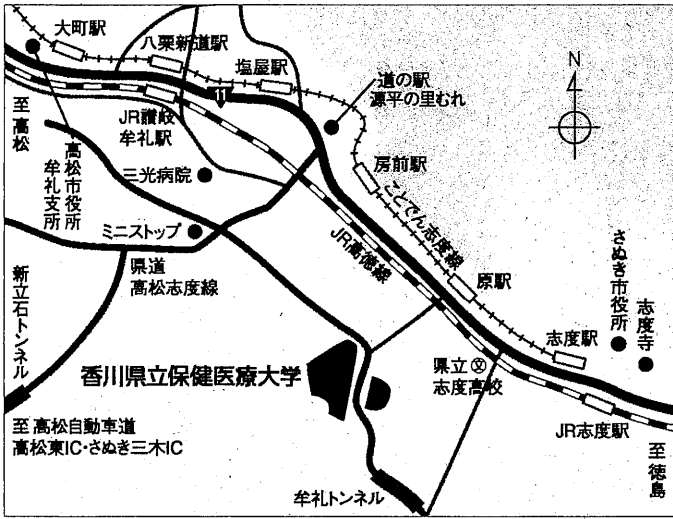 大町駅
八栗新道駅
塩屋駅
道の駅
源平の里むれ
N
11
至高松
高松市役所
牟礼支所
JR讃岐
牟礼駅
三光病院
房前駅
ことでん志度線
ミニストップ
県道
高松志度線
JR高徳線
原駅
さぬき市役所
志度寺
新立石トンネル
志度駅
香川県立保健医療大学
県立
文
志度高校
至 高松自動車道
高松東IC・さぬき三木IC
JR志度駅
至徳島
牟礼トンネル